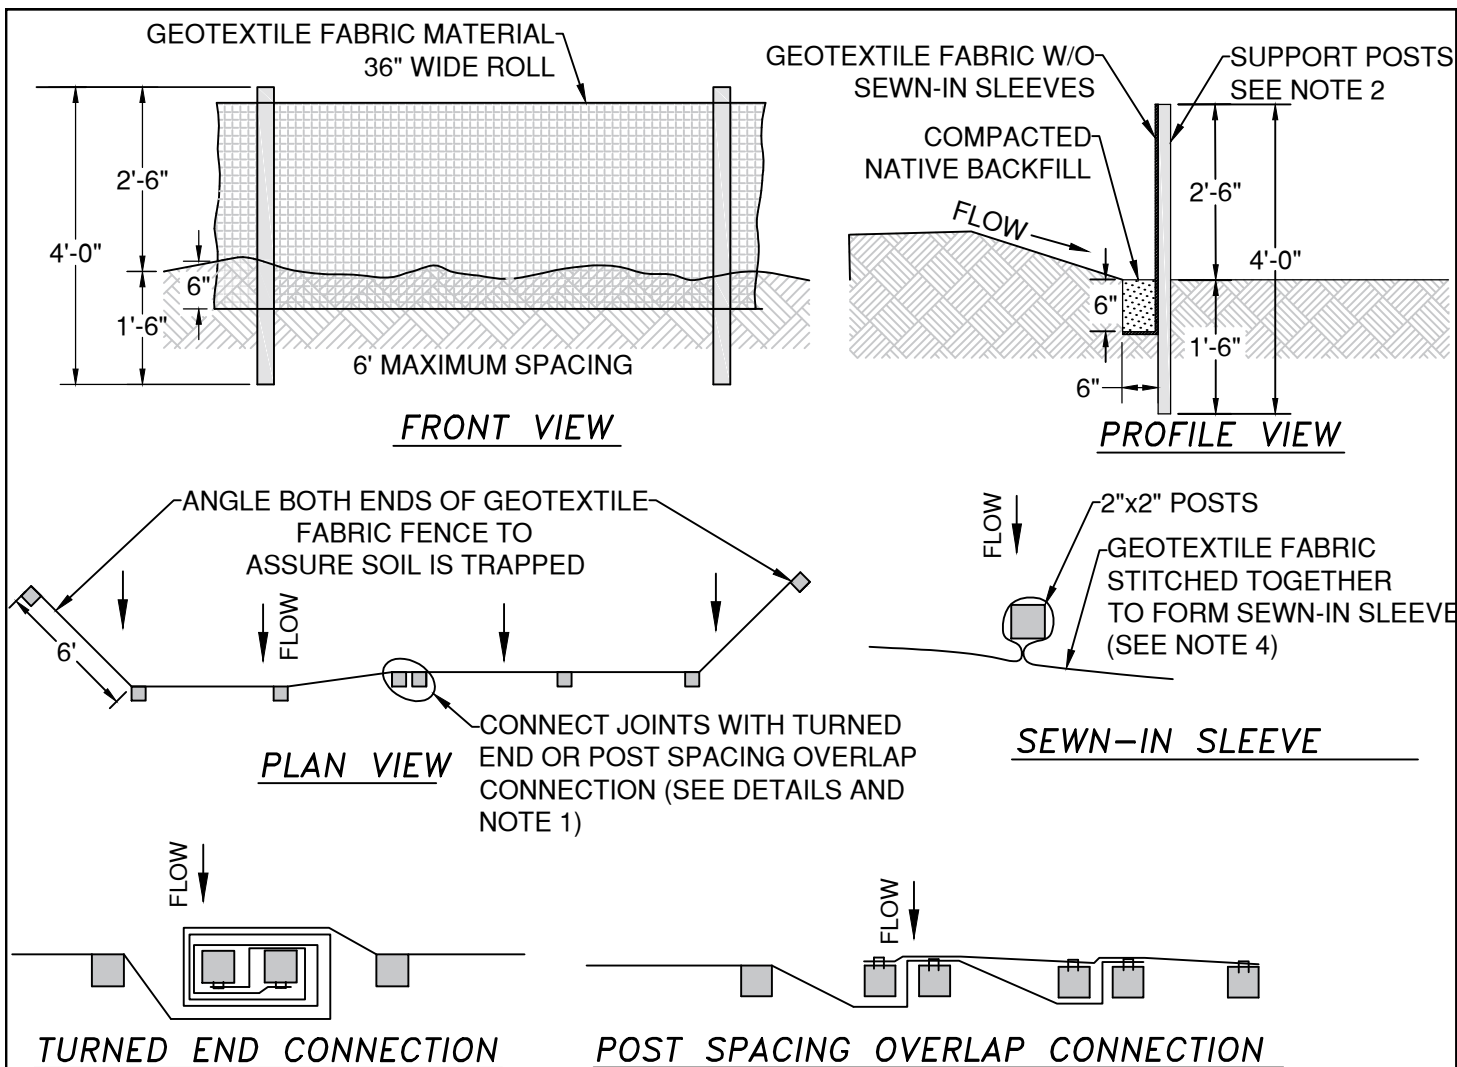 GEOTEXTILE FABRIC MATERIAL
36" WIDE ROLL
2'-6"
4'-0"
6"
1'-6"
6' MAXIMUM SPACING
FRONT VIEW
GEOTEXTILE FABRIC W/O
SEWN-IN SLEEVES
SUPPORT POSTS
SEE NOTE 2
COMPACTED
NATIVE BACKFILL
FLOW
2'-6"
4'-0"
6"
1'-6"
6"
PROFILE VIEW
ANGLE BOTH ENDS OF GEOTEXTILE
FABRIC FENCE TO
ASSURE SOIL IS TRAPPED
FLOW
6'
CONNECT JOINTS WITH TURNED
END OR POST SPACING OVERLAP
CONNECTION (SEE DETAILS AND
NOTE 1)
PLAN VIEW
FLOW
2"x2" POSTS
GEOTEXTILE FABRIC
STITCHED TOGETHER
TO FORM SEWN-IN SLEEVE
(SEE NOTE 4)
SEWN-IN SLEEVE
FLOW
TURNED END CONNECTION
FLOW
POST SPACING OVERLAP CONNECTION